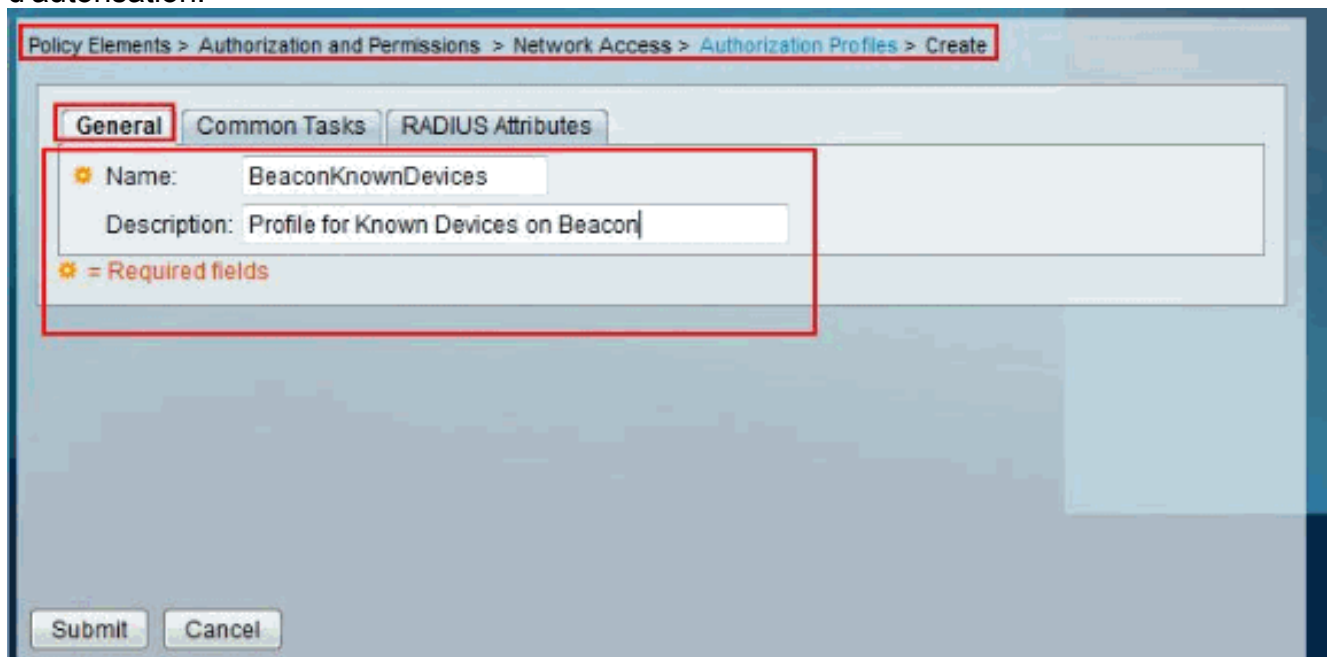 d'autorisation.
Policy Elements > Authorization and Permissions > Network Access > Authorization Profiles > Create
General Common Tasks RADIUS Attributes
Name: BeaconKnownDevices
Description: Profile for Known Devices on Beacon
= Required fields
Submit Cancel